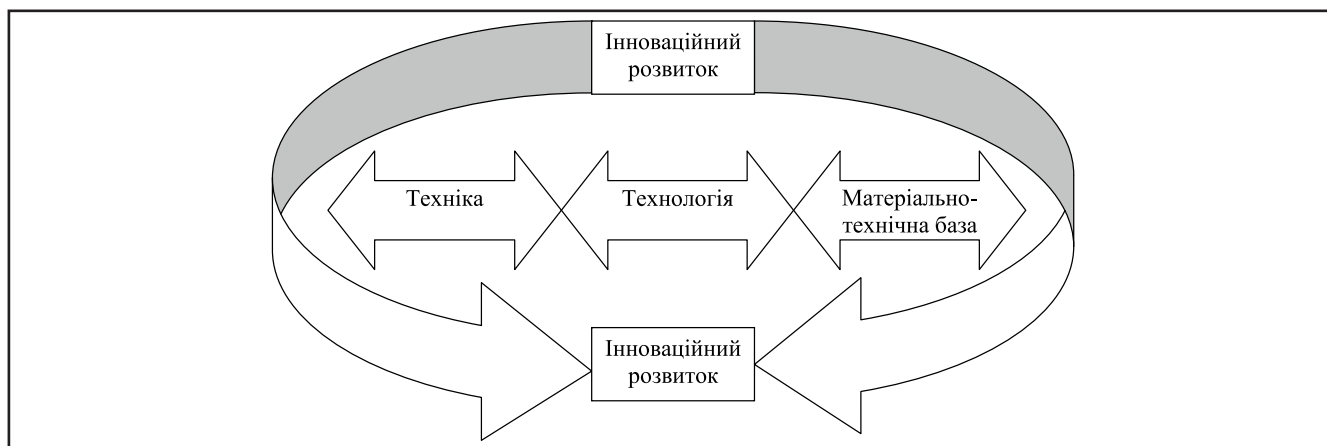 Інноваційний
розвиток
Техніка
Технологія
Матеріально-
технічна база
Інноваційний
розвиток